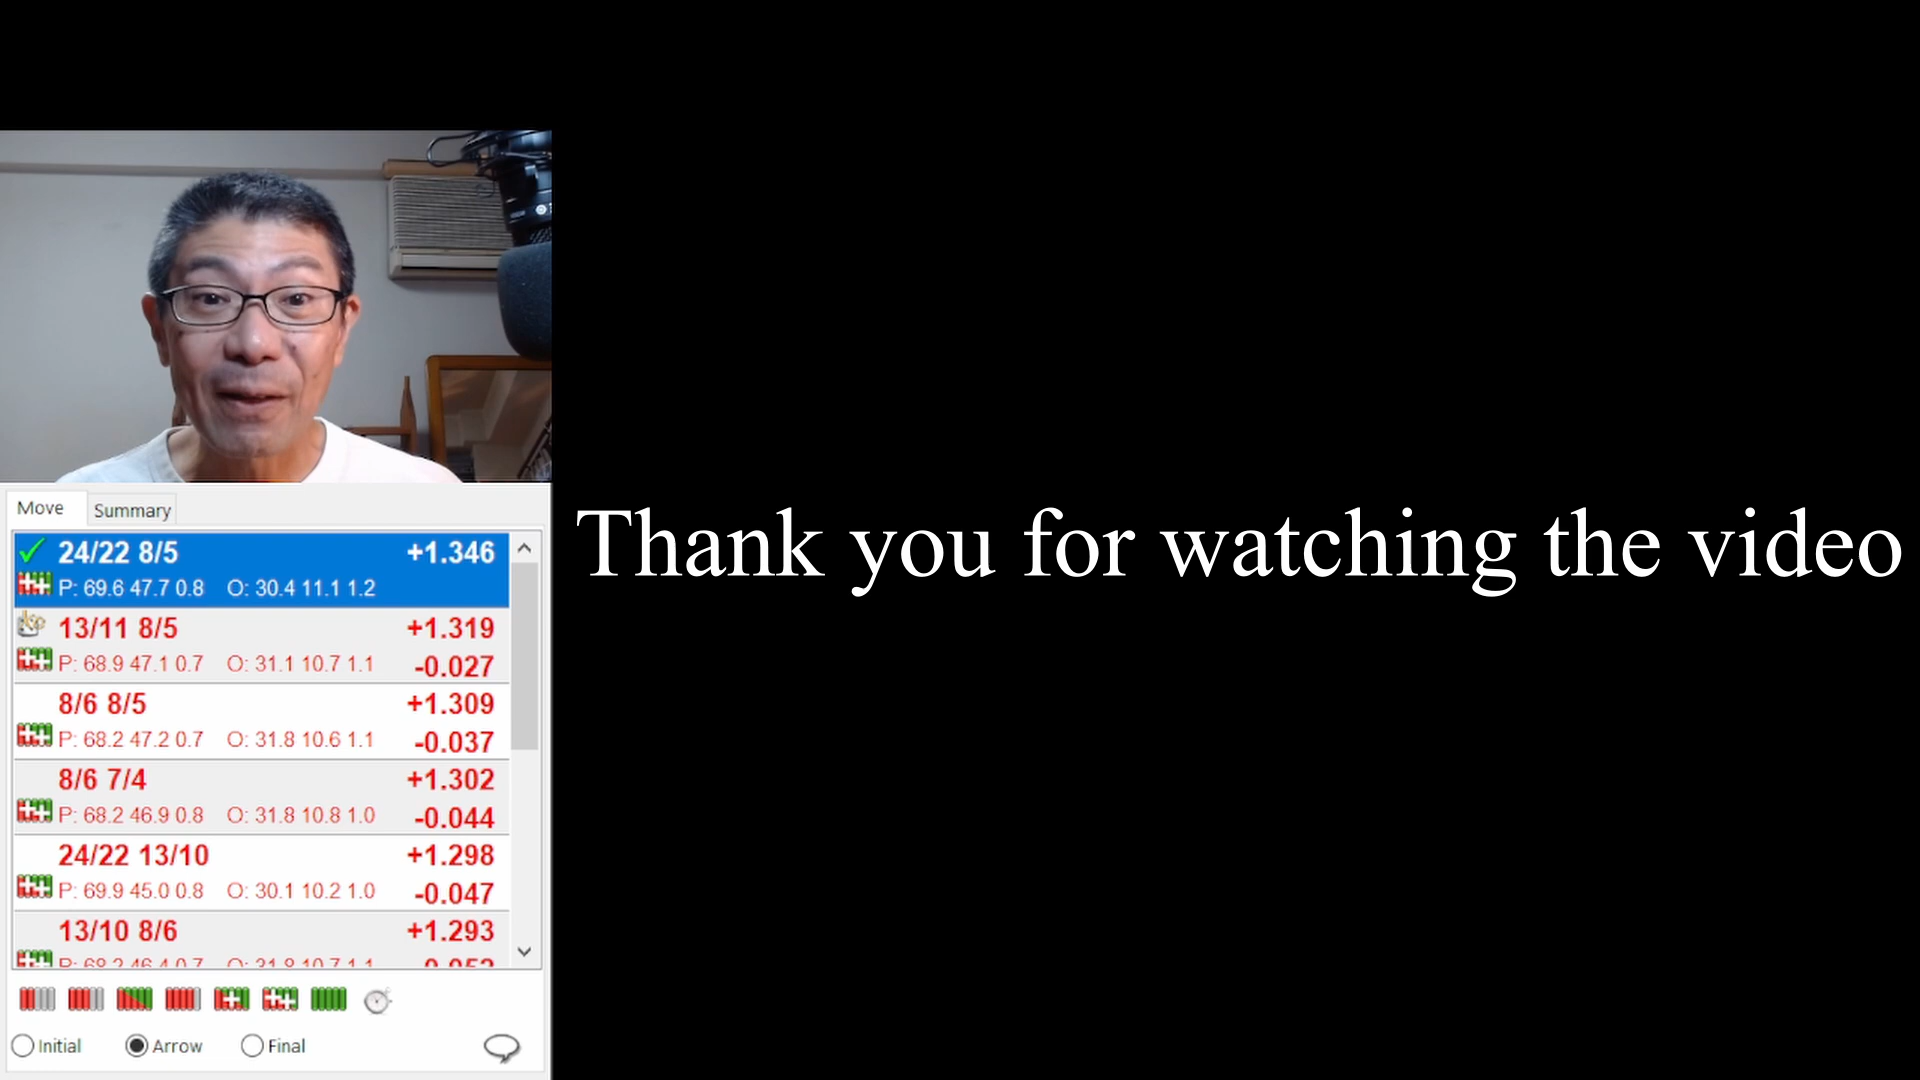 Thank you for watching the video
Move Summary
24/22 8/5 +1.346
P: 69.6 47.7 0.8 O: 30.4 11.1 1.2
13/11 8/5 +1.319
P: 68.9 47.1 0.7 O: 31.1 10.7 1.1 -0.027
8/6 8/5 +1.309
P: 68.2 47.2 0.7 O: 31.8 10.6 1.1 -0.037
8/6 7/4 +1.302
P: 68.2 46.9 0.8 O: 31.8 10.8 1.0 -0.044
24/22 13/10 +1.298
P: 69.9 45.0 0.8 O: 30.1 10.2 1.0 -0.047
13/10 8/6 +1.293
Initial Arrow Final